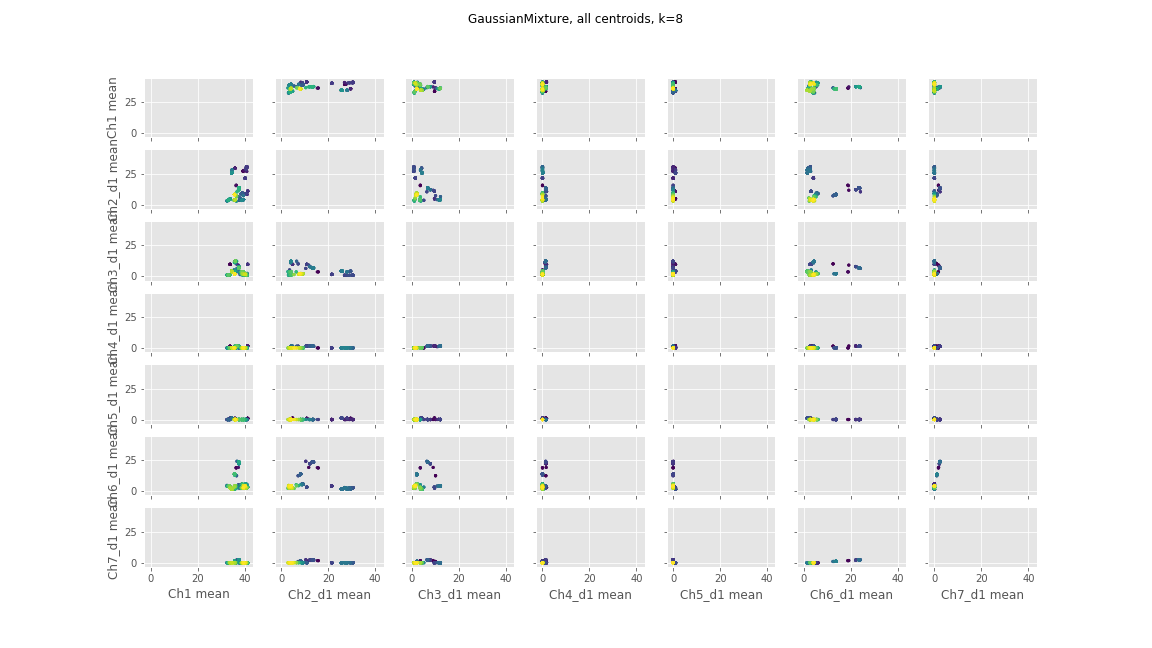 GaussianMixture, all centroids, k=8
Ch1 mean
25
0
Ch2_d1 mean
25
0
Ch3_d1 mean
25
0
Ch4_d1 mean
25
0
Ch5_d1 mean
25
0
Ch6_d1 mean
25
0
Ch7_d1 mean
25
0
0 20 40 0 20 40 0 20 40 0 20 40 0 20 40 0 20 40 0 20 40
Ch1 mean Ch2_d1 mean Ch3_d1 mean Ch4_d1 mean Ch5_d1 mean Ch6_d1 mean Ch7_d1 mean